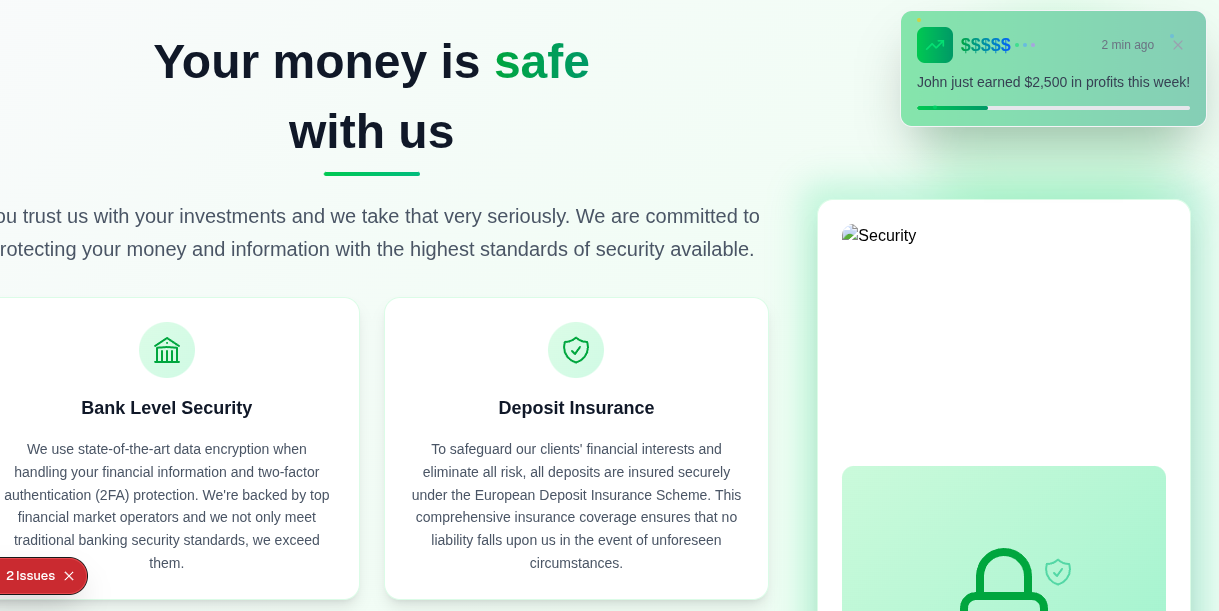 Your money is safe
with us
$$$$$
2 min ago
John just earned $2,500 in profits this week!
ou trust us with your investments and we take that very seriously. We are committed to
rotecting your money and information with the highest standards of security available.
Security
Bank Level Security
We use state-of-the-art data encryption when
handling your financial information and two-factor
authentication (2FA) protection. We're backed by top
financial market operators and we not only meet
traditional banking security standards, we exceed
them.
Deposit Insurance
To safeguard our clients' financial interests and
eliminate all risk, all deposits are insured securely
under the European Deposit Insurance Scheme. This
comprehensive insurance coverage ensures that no
liability falls upon us in the event of unforeseen
circumstances.
2 Issues